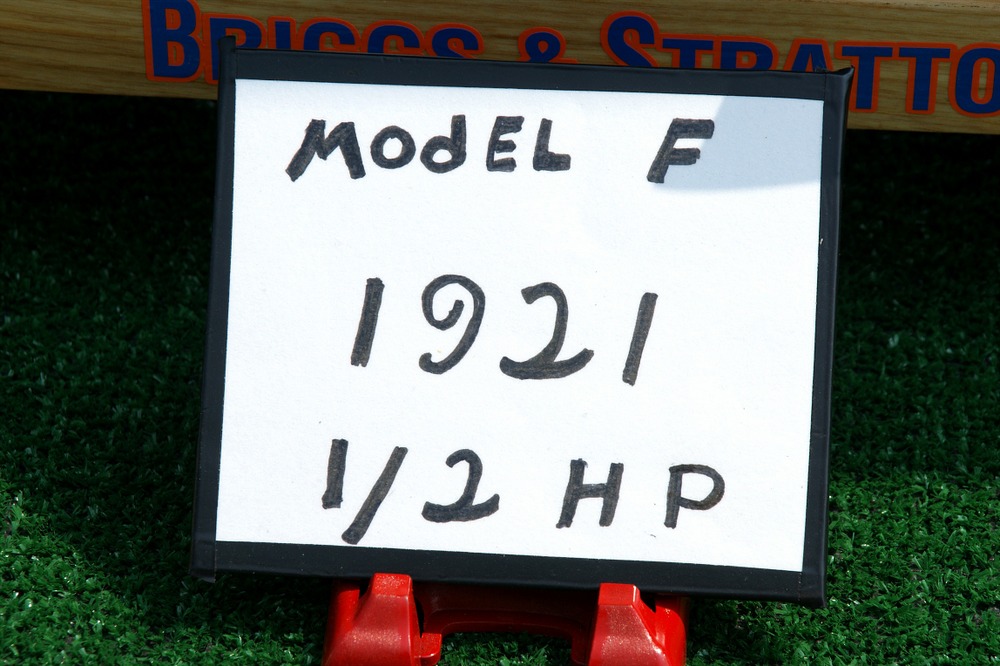 BRIGGS & STRATTO
MOdEL F
1921
1/2 HP